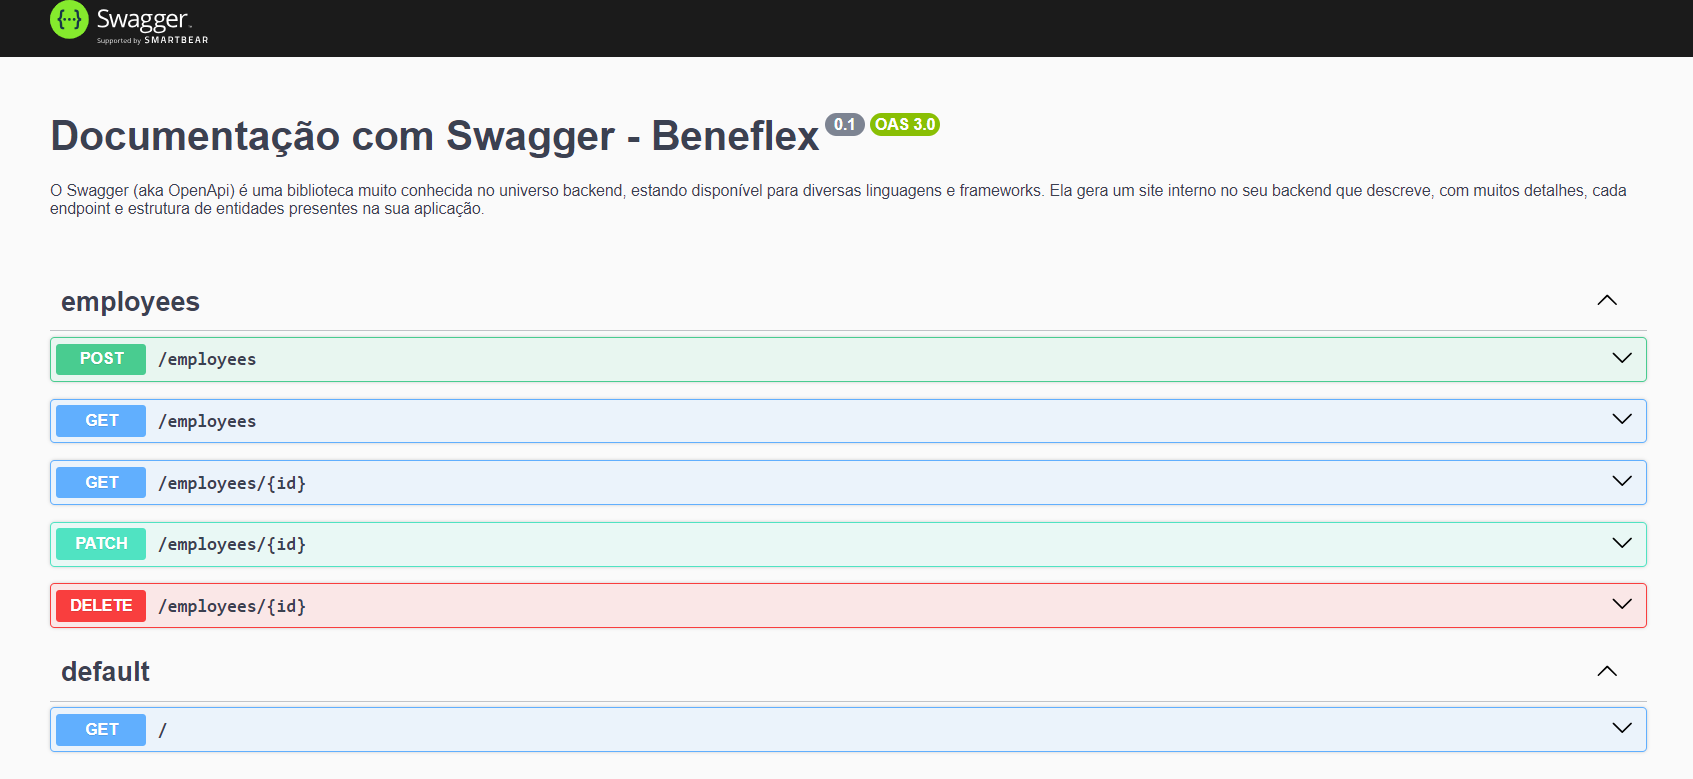 {···} Swagger™
Supported by SMARTBEAR
Documentação com Swagger - Beneflex 0.1 OAS 3.0
O Swagger (aka OpenApi) é uma biblioteca muito conhecida no universo backend, estando disponível para diversas linguagens e frameworks. Ela gera um site interno no seu backend que descreve, com muitos detalhes, cada
endpoint e estrutura de entidades presentes na sua aplicação.
employees
POST /employees
GET /employees
GET /employees/{id}
PATCH /employees/{id}
DELETE /employees/{id}
default
GET /